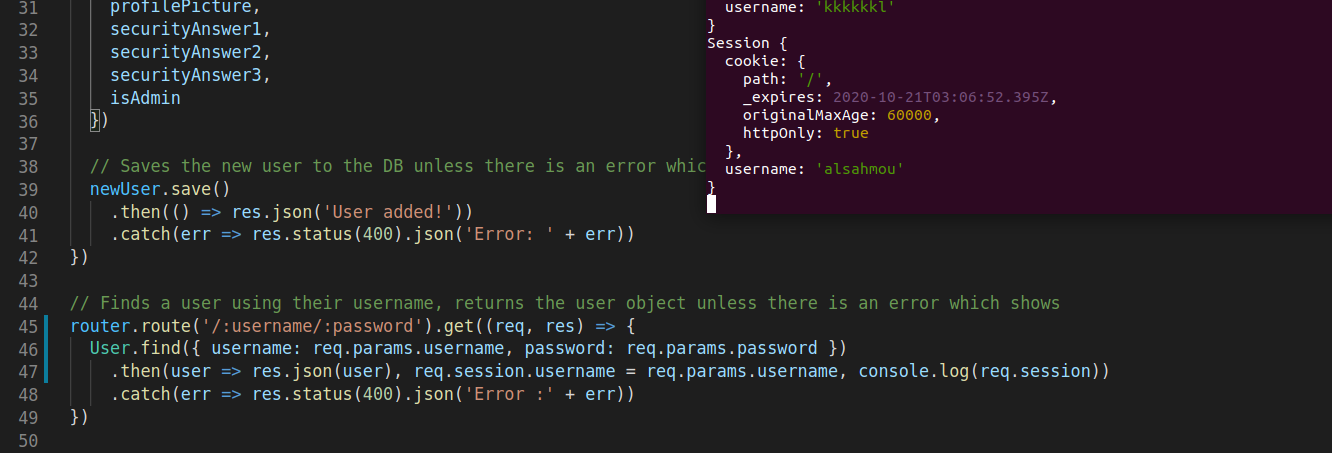 31 profilePicture,
32 securityAnswer1,
33 securityAnswer2,
34 securityAnswer3,
35 isAdmin
36 })
37
38 // Saves the new user to the DB unless there is an error whic
39 newUser.save()
40 .then(() => res.json('User added!'))
41 .catch(err => res.status(400).json('Error: ' + err))
42 })
43
44 // Finds a user using their username, returns the user object unless there is an error which shows
45 router.route('/:username/:password').get((req, res) => {
46 User.find({ username: req.params.username, password: req.params.password })
47 .then(user => res.json(user), req.session.username = req.params.username, console.log(req.session))
48 .catch(err => res.status(400).json('Error :' + err))
49 })
50
username: 'kkkkkkl'
}
Session {
cookie: {
path: '/',
_expires: 2020-10-21T03:06:52.395Z,
originalMaxAge: 60000,
httpOnly: true
},
username: 'alsahmou'
}